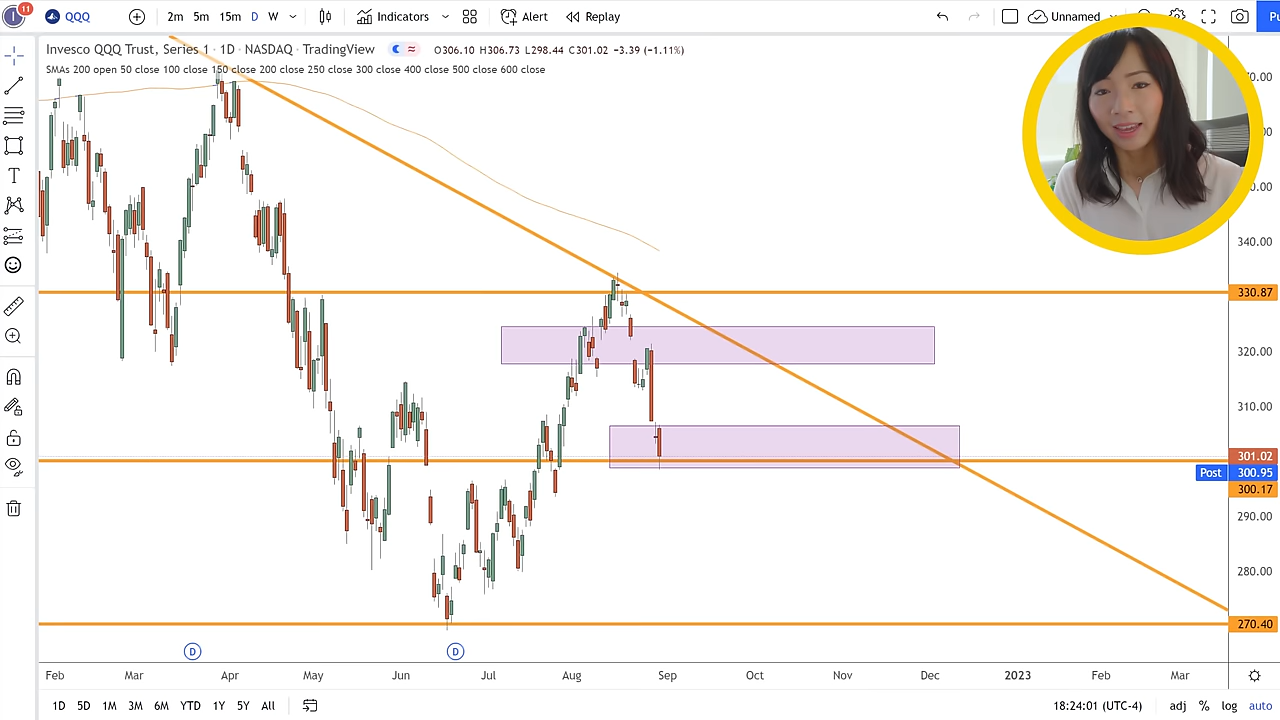 11 QQQ 2m 5m 15m D W Indicators Alert Replay Unnamed Pu
Invesco QQQ Trust, Series 1 · 1D · NASDAQ · TradingView O306.10 H306.73 L298.44 C301.02 −3.39 (−1.11%)
SMAs 200 open 50 close 100 close 150 close 200 close 250 close 300 close 400 close 500 close 600 close
340.00
330.87
320.00
310.00
301.02
Post 300.95
300.17
290.00
280.00
270.40
D D
Feb Mar Apr May Jun Jul Aug Sep Oct Nov Dec 2023 Feb Mar
1D 5D 1M 3M 6M YTD 1Y 5Y All 18:24:01 (UTC-4) adj % log auto